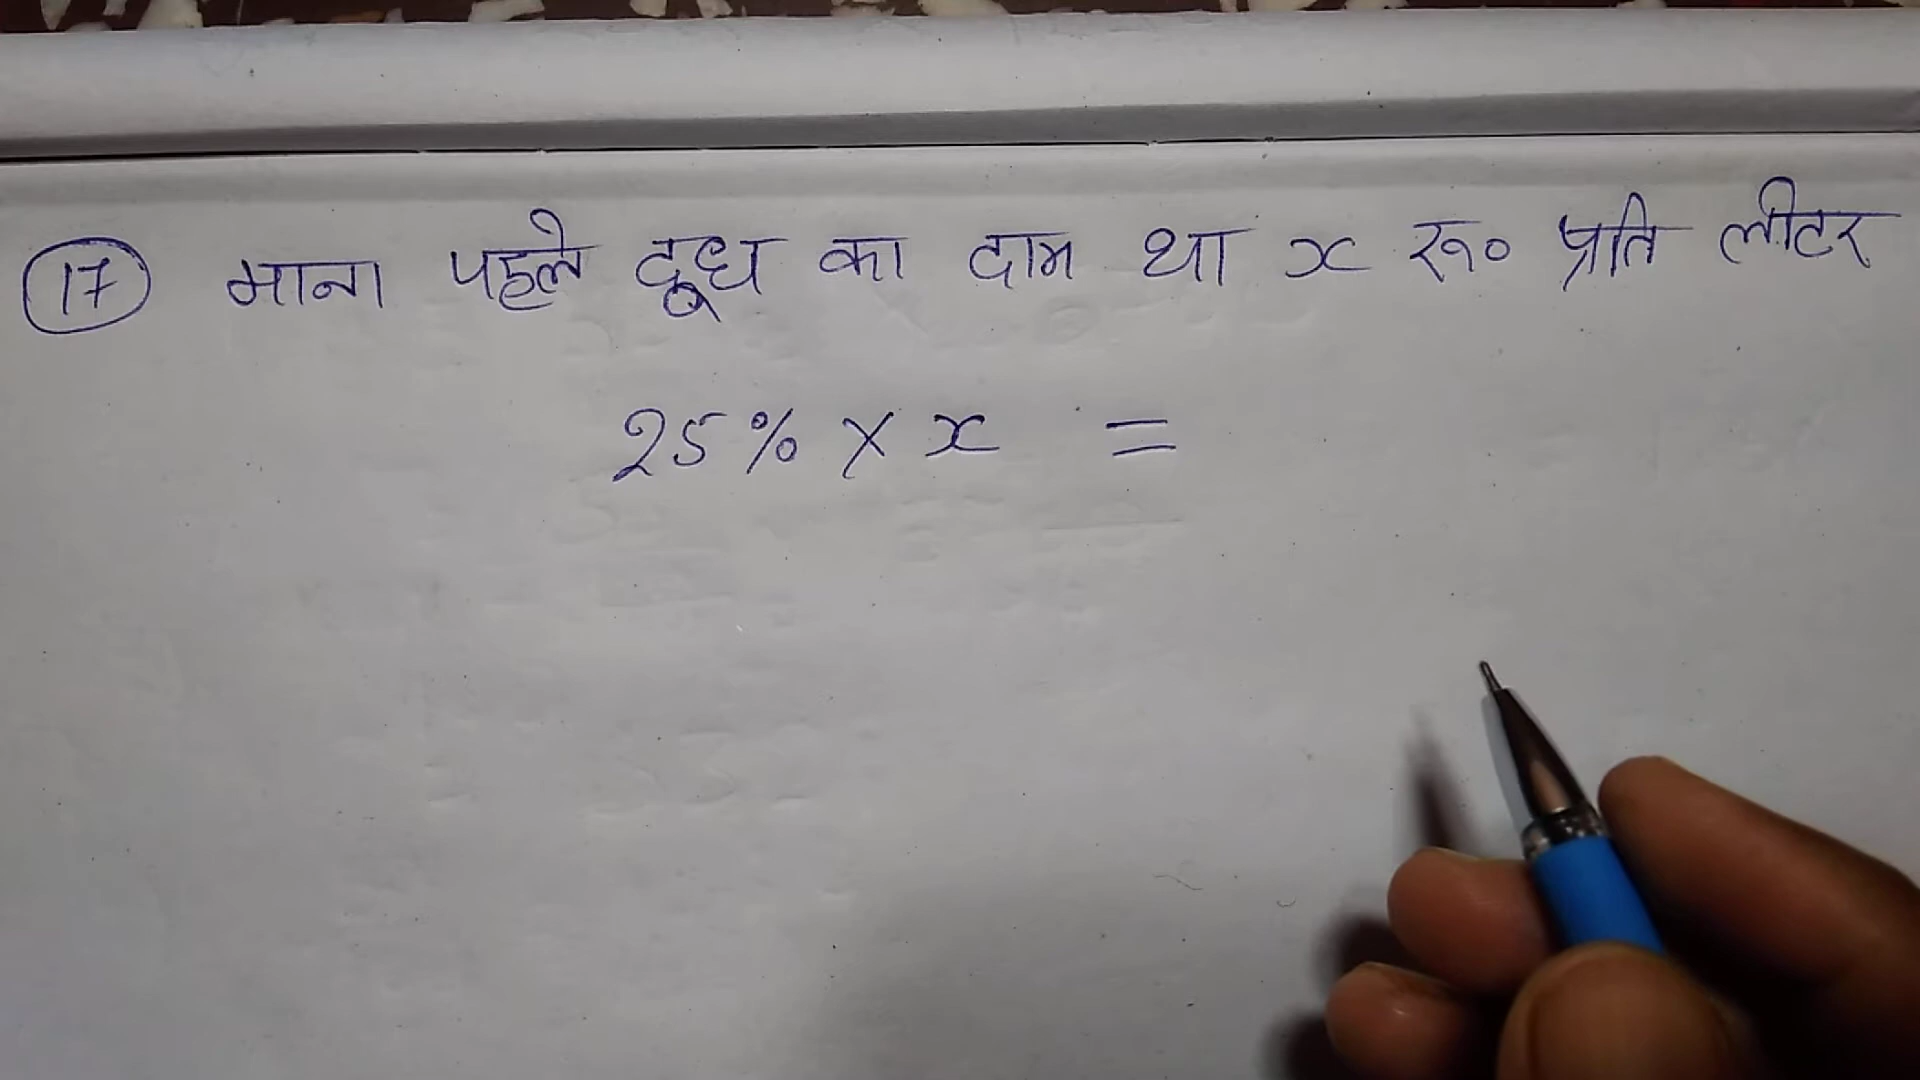 17 माना पहले दूध का दाम था x रू० प्रति लीटर
25% × x =